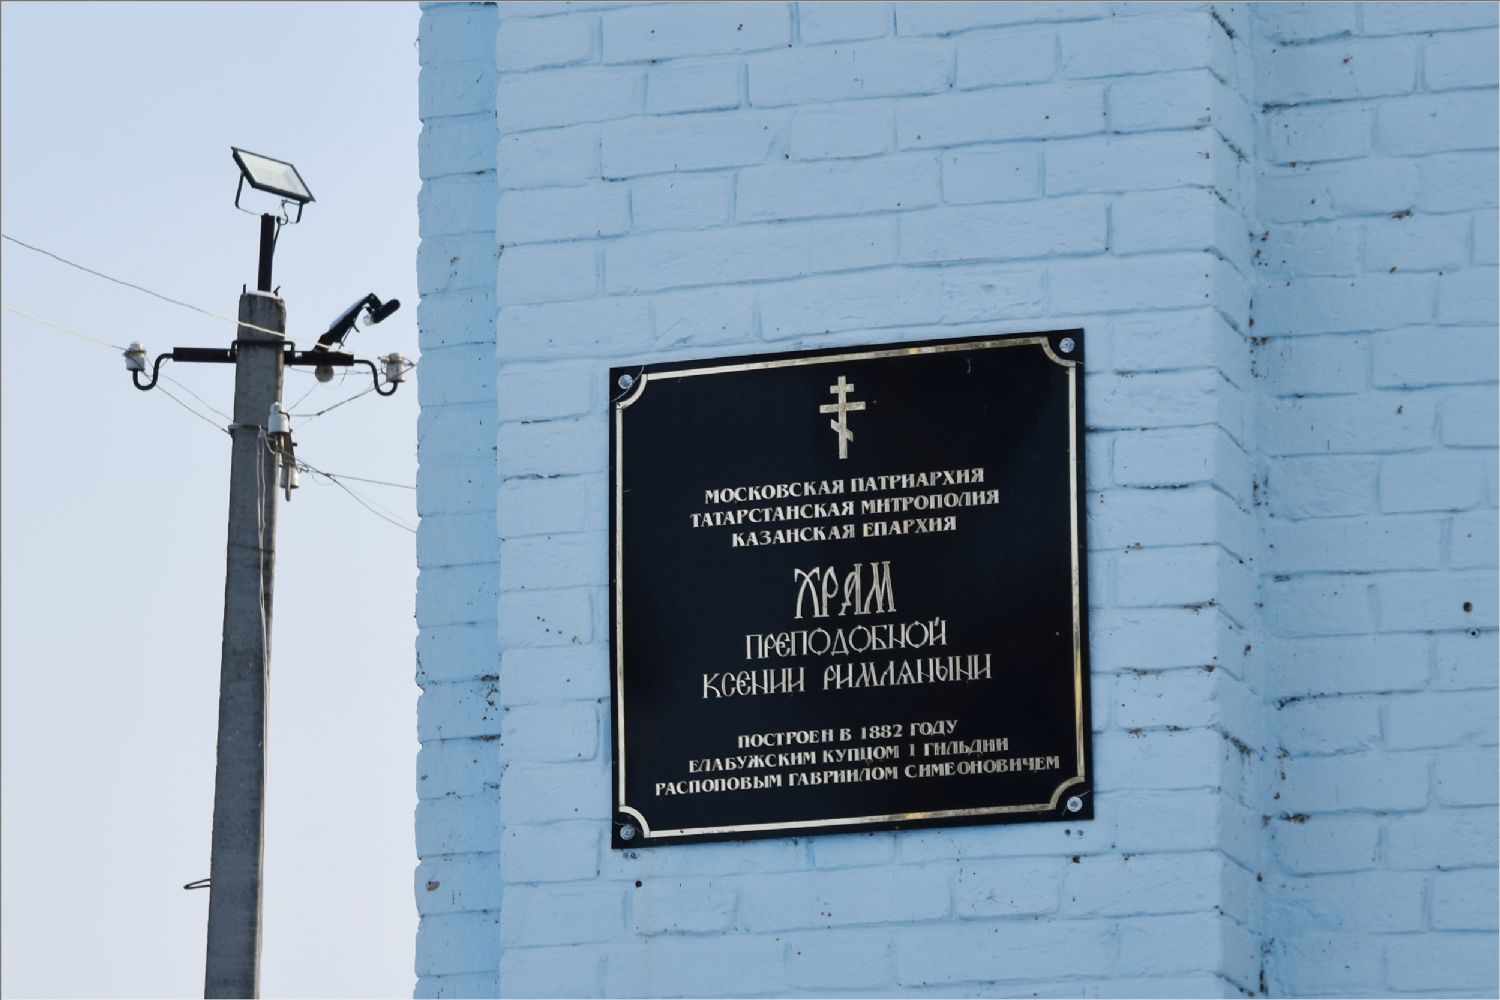 МОСКОВСКАЯ ПАТРИАРХИЯ
ТАТАРСТАНСКАЯ МИТРОПОЛИЯ
КАЗАНСКАЯ ЕПАРХИЯ
ХРАМ
ПРЕПОДОБНОЙ
КСЕНИИ РИМЛЯНЫНИ
ПОСТРОЕН В 1882 ГОДУ
ЕЛАБУЖСКИМ КУПЦОМ 1 ГИЛЬДИИ
РАСПОПОВЫМ ГАВРИИЛОМ СИМЕОНОВИЧЕМ